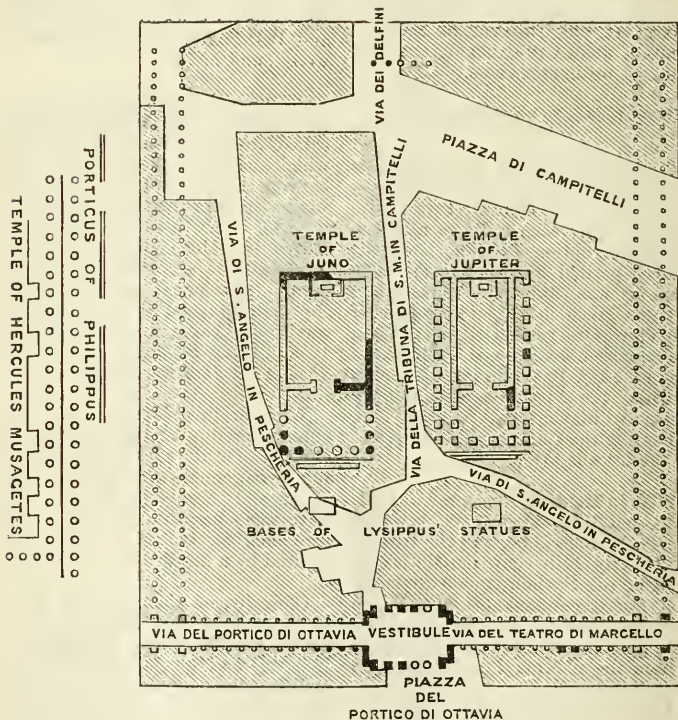 VIA DEI DELFINI
PIAZZA DI CAMPITELLI
PORTICUS OF PHILIPPUS
TEMPLE OF HERCULES MUSACETES
VIA DI S. ANGELO IN PESCHERIA
TEMPLE
OF
JUNO
VIA DELLA TRIBUNA DI S.M. IN CAMPITELLI
TEMPLE
OF
JUPITER
VIA DI S. ANGELO IN PESCHERIA
BASES OF LYSIPPUS' STATUES
VIA DEL PORTICO DI OTTAVIA
VESTIBULE
VIA DEL TEATRO DI MARCELLO
PIAZZA
DEL
PORTICO DI OTTAVIA